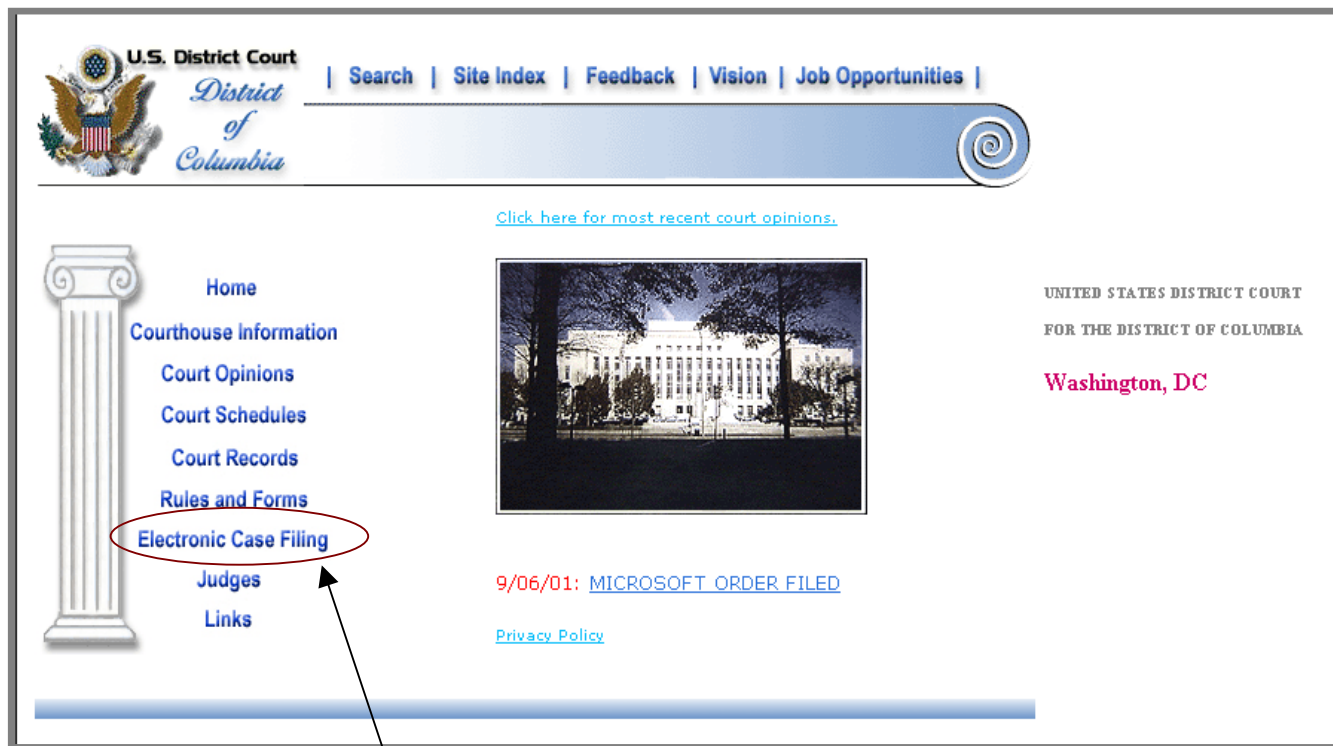 U.S. District Court
District
of
Columbia
| Search | Site Index | Feedback | Vision | Job Opportunities |
Click here for most recent court opinions.
Home
Courthouse Information
Court Opinions
Court Schedules
Court Records
Rules and Forms
Electronic Case Filing
Judges
Links
UNITED STATES DISTRICT COURT
FOR THE DISTRICT OF COLUMBIA
Washington, DC
9/06/01: MICROSOFT ORDER FILED
Privacy Policy